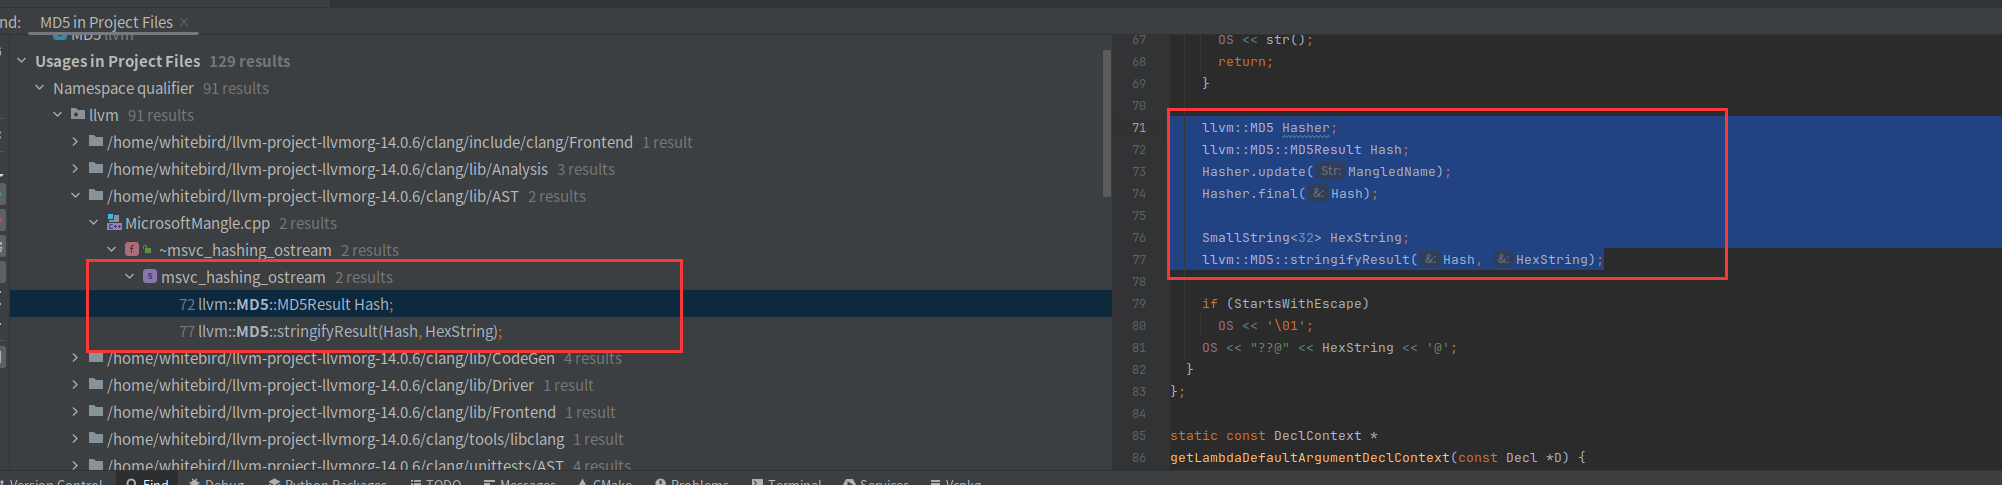 nd: MD5 in Project Files ×
MD5 llvm
Usages in Project Files 129 results
Namespace qualifier 91 results
llvm 91 results
/home/whitebird/llvm-project-llvmorg-14.0.6/clang/include/clang/Frontend 1 result
/home/whitebird/llvm-project-llvmorg-14.0.6/clang/lib/Analysis 3 results
/home/whitebird/llvm-project-llvmorg-14.0.6/clang/lib/AST 2 results
MicrosoftMangle.cpp 2 results
f ~msvc_hashing_ostream 2 results
s msvc_hashing_ostream 2 results
72 llvm::MD5::MD5Result Hash;
77 llvm::MD5::stringifyResult(Hash, HexString);
/home/whitebird/llvm-project-llvmorg-14.0.6/clang/lib/CodeGen 4 results
/home/whitebird/llvm-project-llvmorg-14.0.6/clang/lib/Driver 1 result
/home/whitebird/llvm-project-llvmorg-14.0.6/clang/lib/Frontend 1 result
/home/whitebird/llvm-project-llvmorg-14.0.6/clang/tools/libclang 1 result
/home/whitebird/llvm-project-llvmorg-14.0.6/clang/unittests/AST 4 results
67 OS << str();
68 return;
69 }
70
71 llvm::MD5 Hasher;
72 llvm::MD5::MD5Result Hash;
73 Hasher.update( Str: MangledName);
74 Hasher.final( &: Hash);
75
76 SmallString<32> HexString;
77 llvm::MD5::stringifyResult( &: Hash, &: HexString);
78
79 if (StartsWithEscape)
80 OS << '\01';
81 OS << "??@" << HexString << '@';
82 }
83 };
84
85 static const DeclContext *
86 getLambdaDefaultArgumentDeclContext(const Decl *D) {
Version Control Find Debug Python Packages TODO Messages CMake Problems Terminal Services Vcpkg